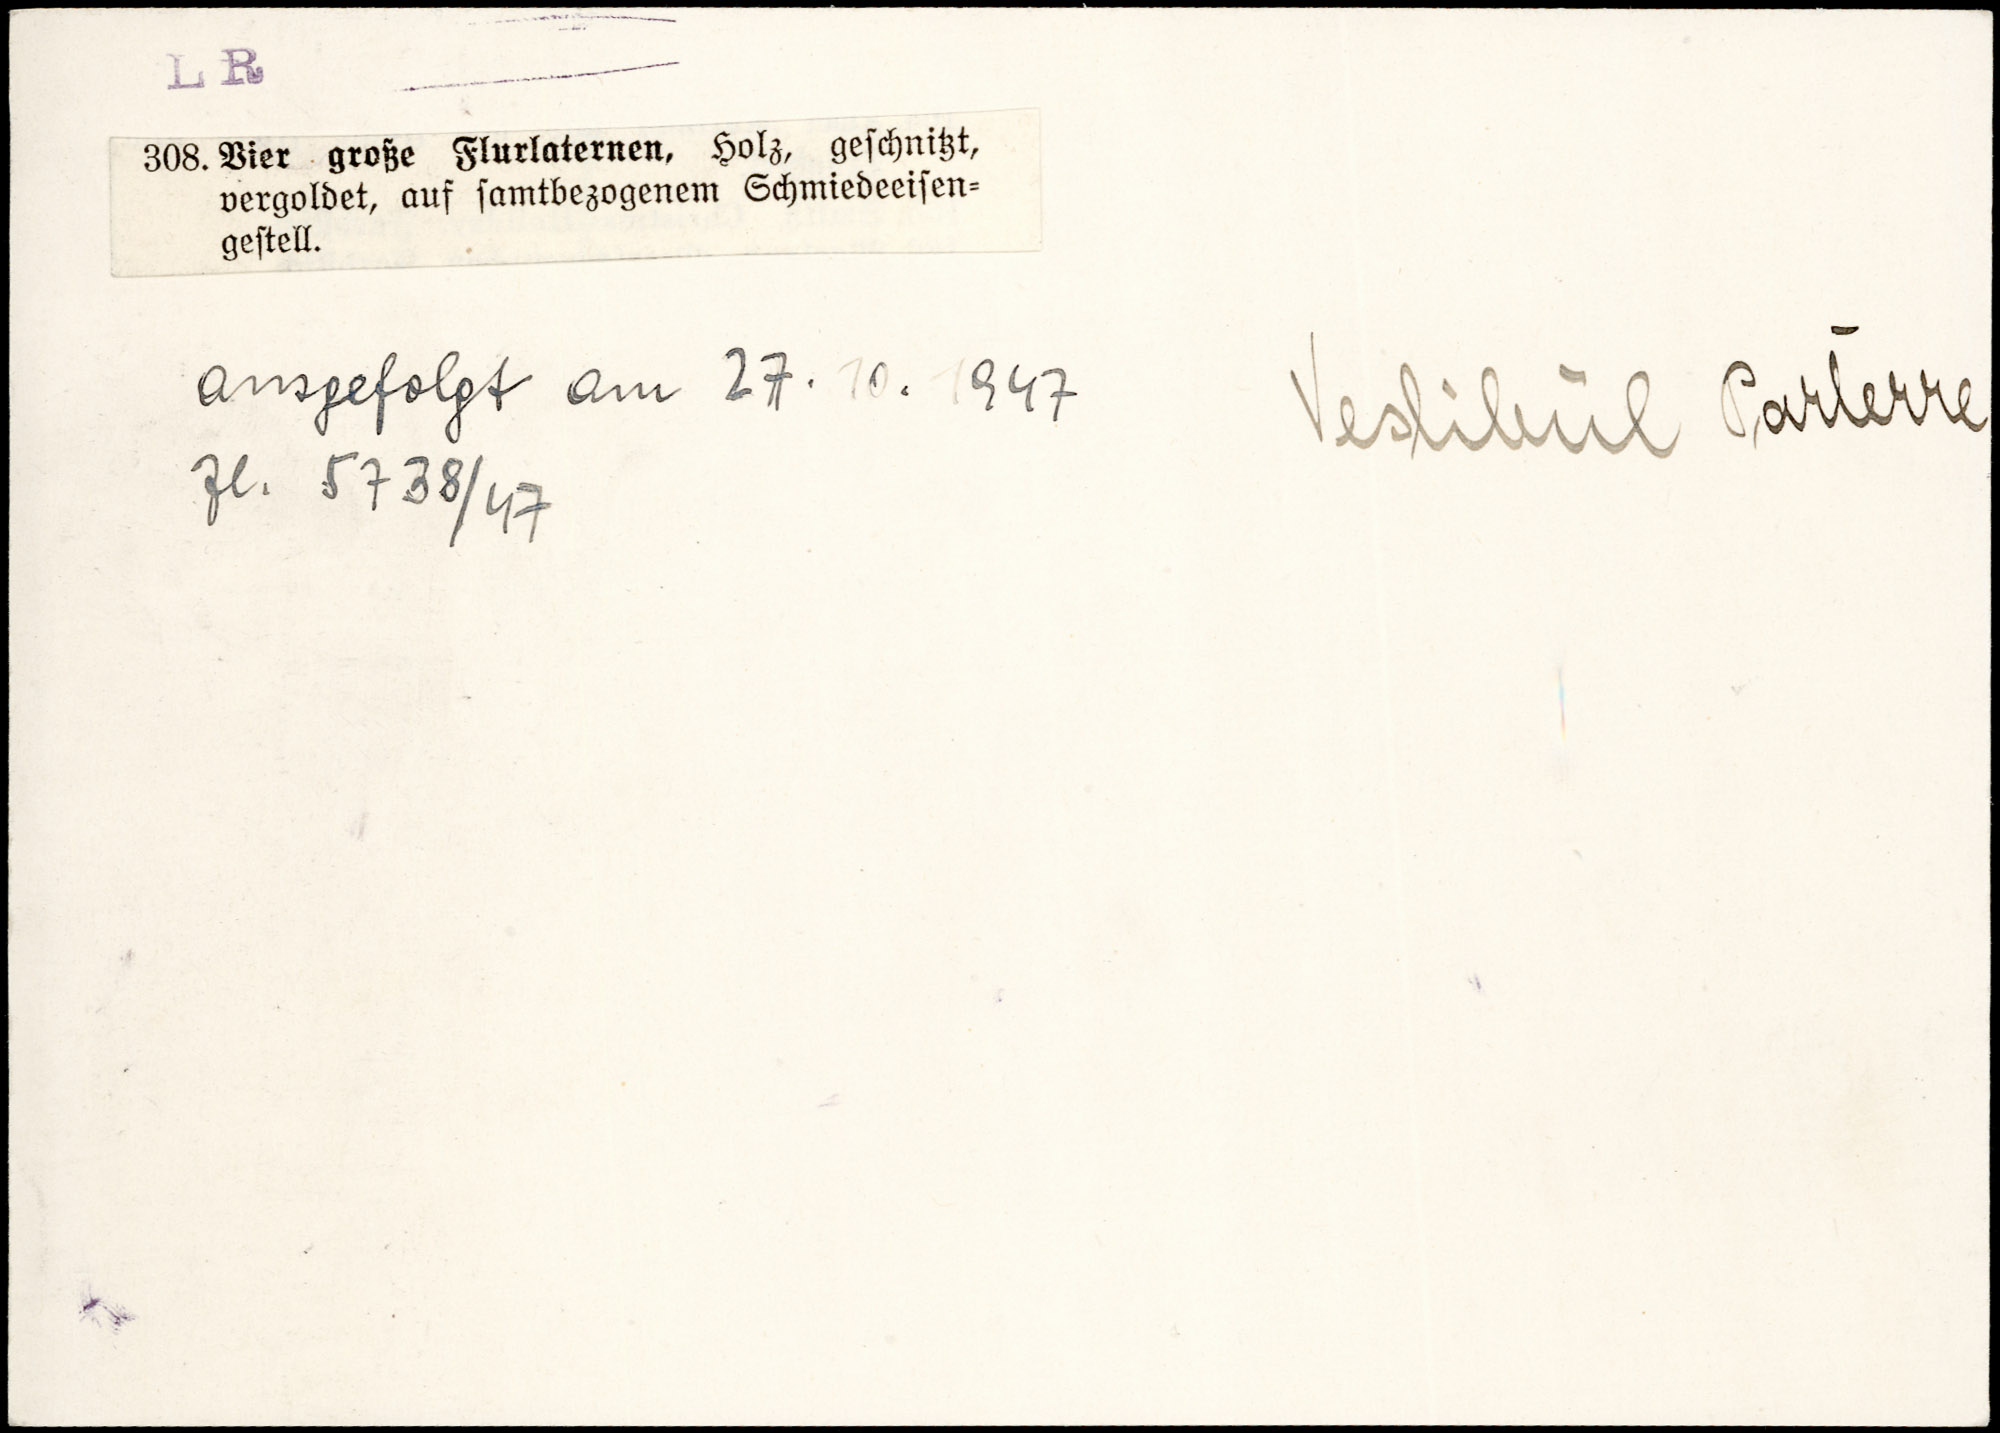 L R
308. Vier große Flurlaternen, Holz, geschnitzt,
vergoldet, auf samtbezogenem Schmiedeeisen-
gestell.
ausgefolgt am 27. 10. 1947
Vestibül Parterre
Zl. 5738/47